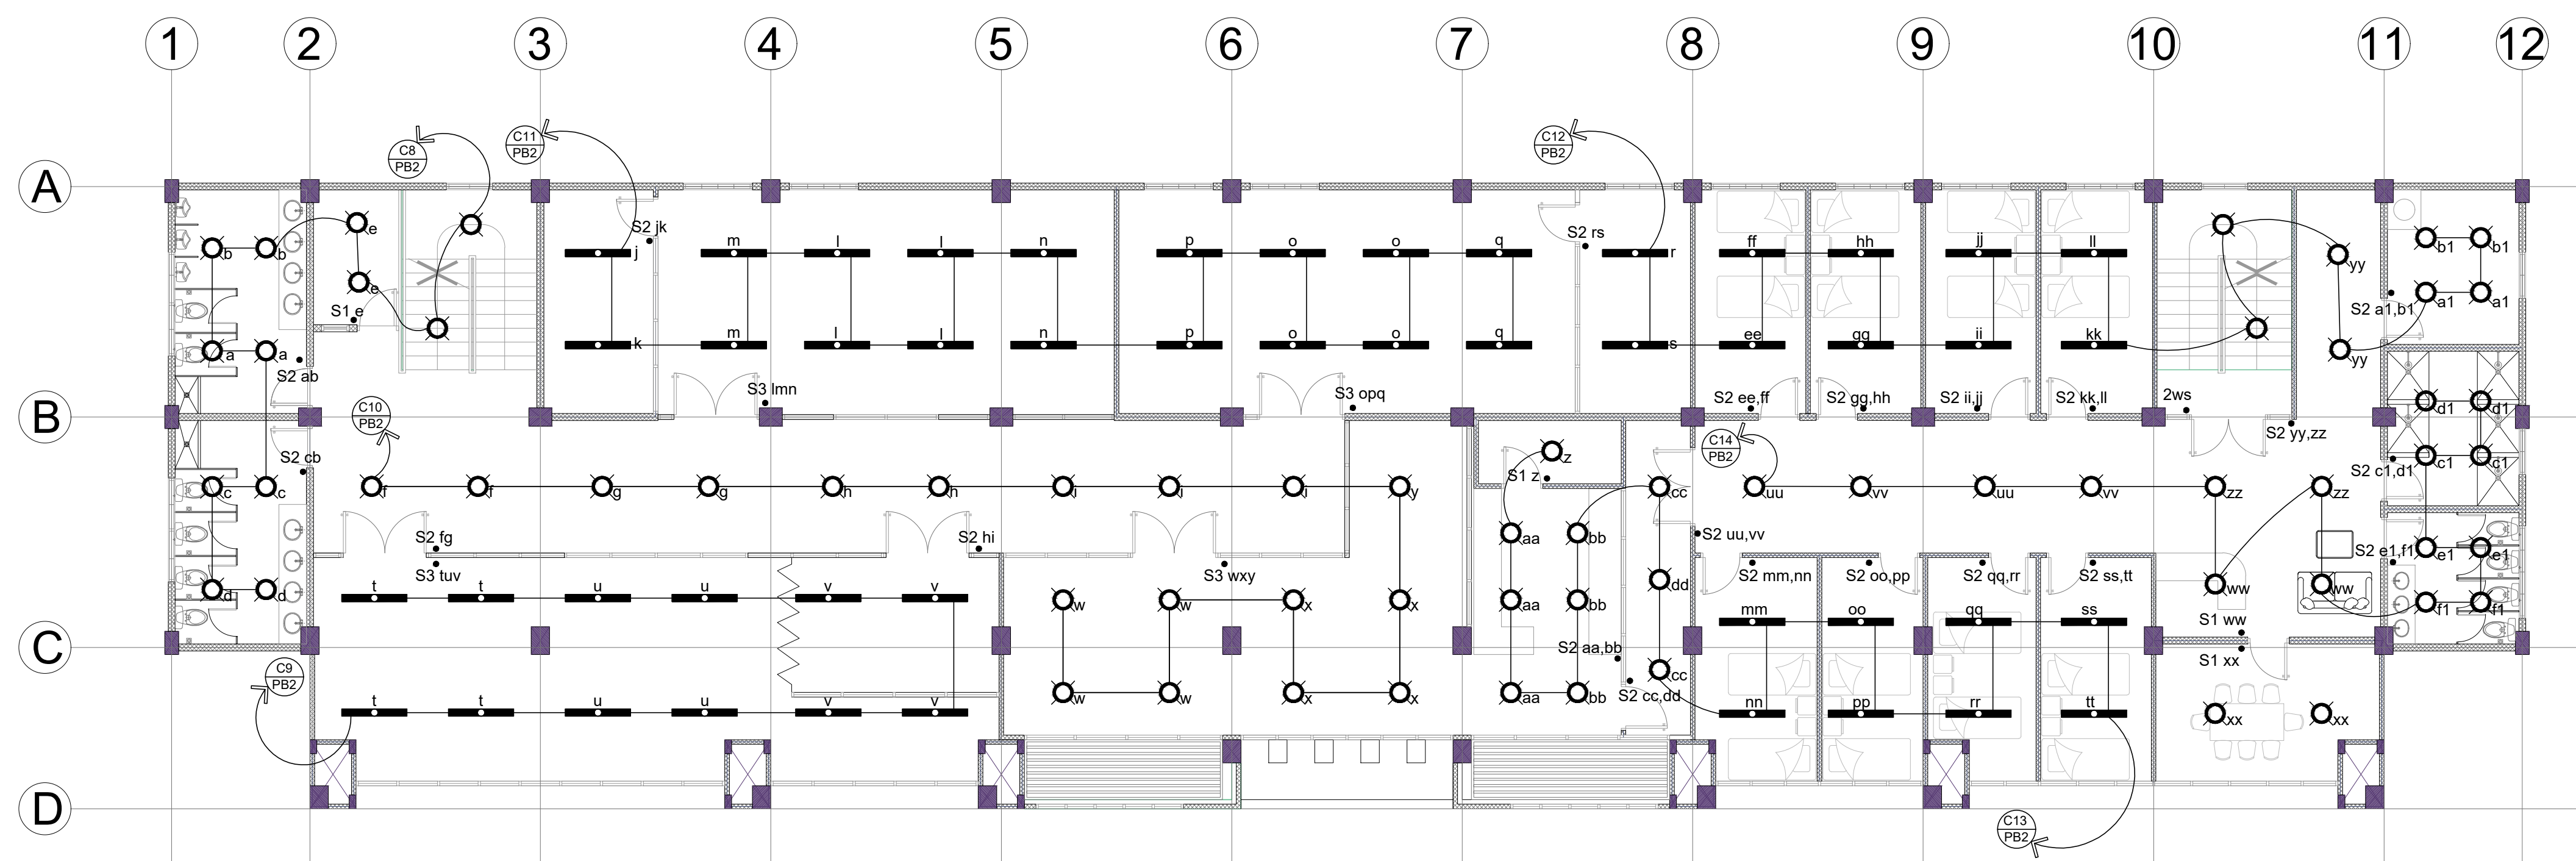 1 2 3 4 5 6 7 8 9 10 11 12
C8
PB2
C11
PB2
C12
PB2
A
e
S2 jk
S2 rs
b b
j m l l n p o o q r ff hh jj ll
yy
b1 b1
e
S1 e
a1 a1
S2 a1,b1
a a
k m l l n p o o q s ee gg ii kk
yy
S2 ab
S3 lmn
S3 opq
S2 ee,ff
S2 gg,hh
S2 ii,jj
S2 kk,ll
2ws
d1 d1
C10
PB2
B
S2 yy,zz
C14
PB2
S2 cb
z
S1 z
c1 c1
S2 c1,d1
c c f f g g h h i i i y cc uu vv uu vv zz zz
S2 fg
S2 hi
aa bb
S2 uu,vv
S2 e1,f1
e1 e1
S3 tuv
S3 wxy
dd
S2 mm,nn
S2 oo,pp
S2 qq,rr
S2 ss,tt
d d
t t u u v v
w w x x
aa bb
mm oo qq ss
ww ww
f1 f1
S1 ww
C
S2 aa,bb
S1 xx
C9
PB2
cc
S2 cc,dd
t t u u v v
w w x x
aa bb
nn pp rr tt
xx xx
D
C13
PB2